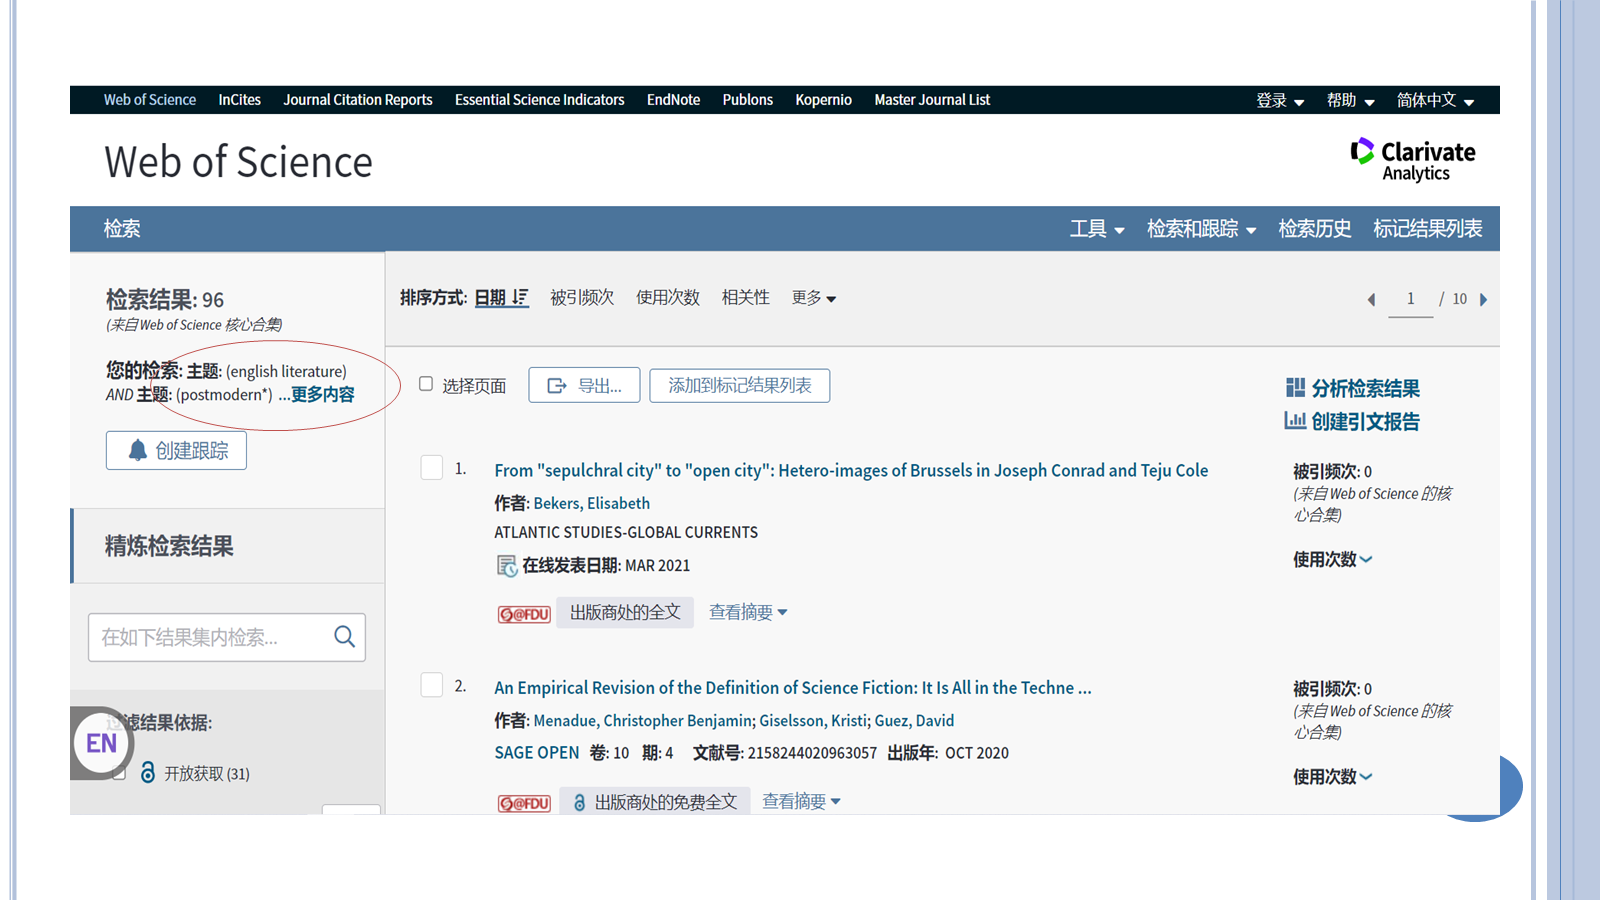 Web of Science InCites Journal Citation Reports Essential Science Indicators EndNote Publons Kopernio Master Journal List 登录 帮助 简体中文
Web of Science
Clarivate
Analytics
检索 工具 检索和跟踪 检索历史 标记结果列表
检索结果: 96
(来自 Web of Science 核心合集)
您的检索: 主题: (english literature)
AND 主题: (postmodern*) ...更多内容
创建跟踪
精炼检索结果
在如下结果集内检索...
过滤结果依据:
EN
开放获取 (31)
排序方式: 日期 被引频次 使用次数 相关性 更多
1 / 10
选择页面 导出... 添加到标记结果列表
分析检索结果
创建引文报告
1. From "sepulchral city" to "open city": Hetero-images of Brussels in Joseph Conrad and Teju Cole
作者: Bekers, Elisabeth
ATLANTIC STUDIES-GLOBAL CURRENTS
在线发表日期: MAR 2021
@FDU 出版商处的全文 查看摘要
被引频次: 0
(来自 Web of Science 的核
心合集)
使用次数
2. An Empirical Revision of the Definition of Science Fiction: It Is All in the Techne ...
作者: Menadue, Christopher Benjamin; Giselsson, Kristi; Guez, David
SAGE OPEN 卷: 10 期: 4 文献号: 2158244020963057 出版年: OCT 2020
@FDU 出版商处的免费全文 查看摘要
被引频次: 0
(来自 Web of Science 的核
心合集)
使用次数